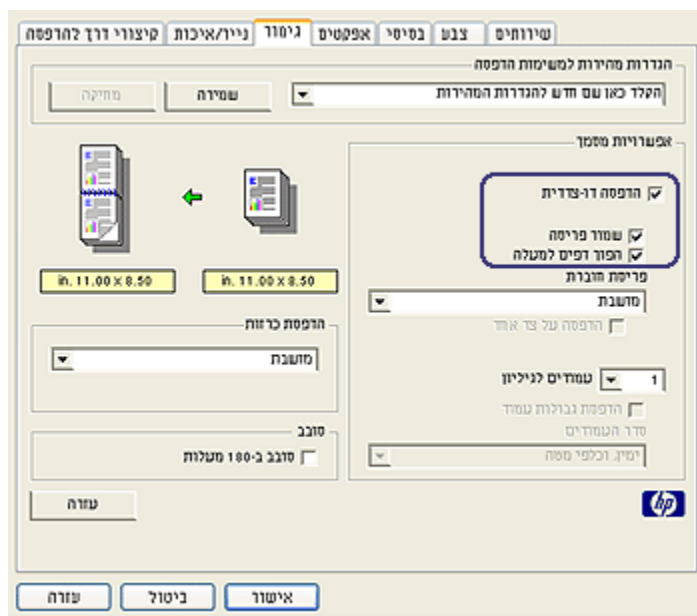 שירותים
צבע
בסיסי
אפקטים
גימור
נייר/איכות
קיצורי דרך להדפסה
הגדרות מהירות למשימות הדפסה
הקלד כאן שם חדש להגדרות המהירות
שמירה
מחיקה
אפשרויות מסמך
הדפסה דו-צדדית
שמור פריסה
הפוך דפים למעלה
פריסת חוברת
מושבת
הדפסה על צד אחד
1 עמודים לגיליון
הדפסת גבולות עמוד
סדר העמודים
ימין, וכלפי מטה
in. 11.00 × 8.50
in. 11.00 × 8.50
הדפסת כרזות
מושבת
סובב
סובב ב-180 מעלות
עזרה
hp
אישור
ביטול
עזרה